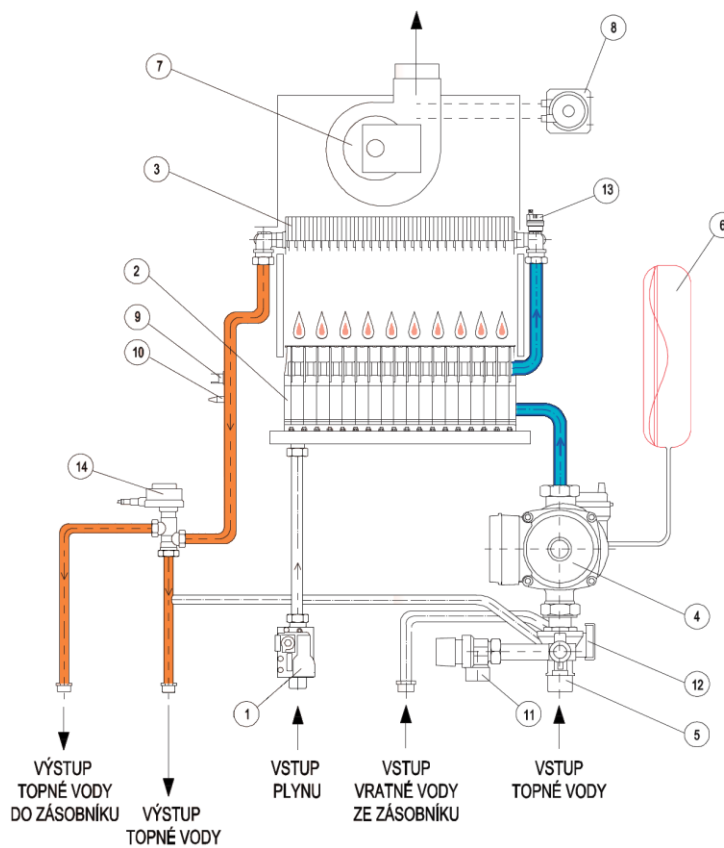 8
7
3
13
6
2
9
10
14
4
12
1
11
5
VÝSTUP
TOPNÉ VODY
DO ZÁSOBNÍKU
VÝSTUP
TOPNÉ VODY
VSTUP
PLYNU
VSTUP
VRATNÉ VODY
ZE ZÁSOBNÍKU
VSTUP
TOPNÉ VODY